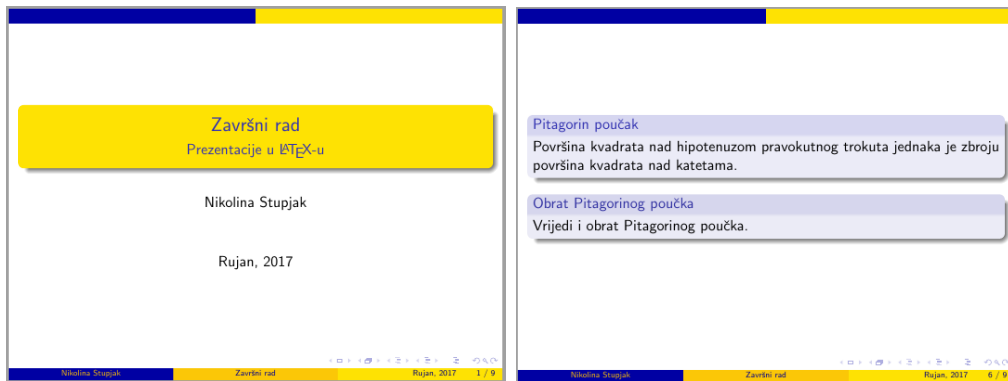 Završni rad
Prezentacije u LATEX-u
Nikolina Stupjak
Rujan, 2017
Nikolina Stupjak Završni rad Rujan, 2017 1 / 9
Pitagorin poučak
Površina kvadrata nad hipotenuzom pravokutnog trokuta jednaka je zbroju
površina kvadrata nad katetama.
Obrat Pitagorinog poučka
Vrijedi i obrat Pitagorinog poučka.
Nikolina Stupjak Završni rad Rujan, 2017 6 / 9